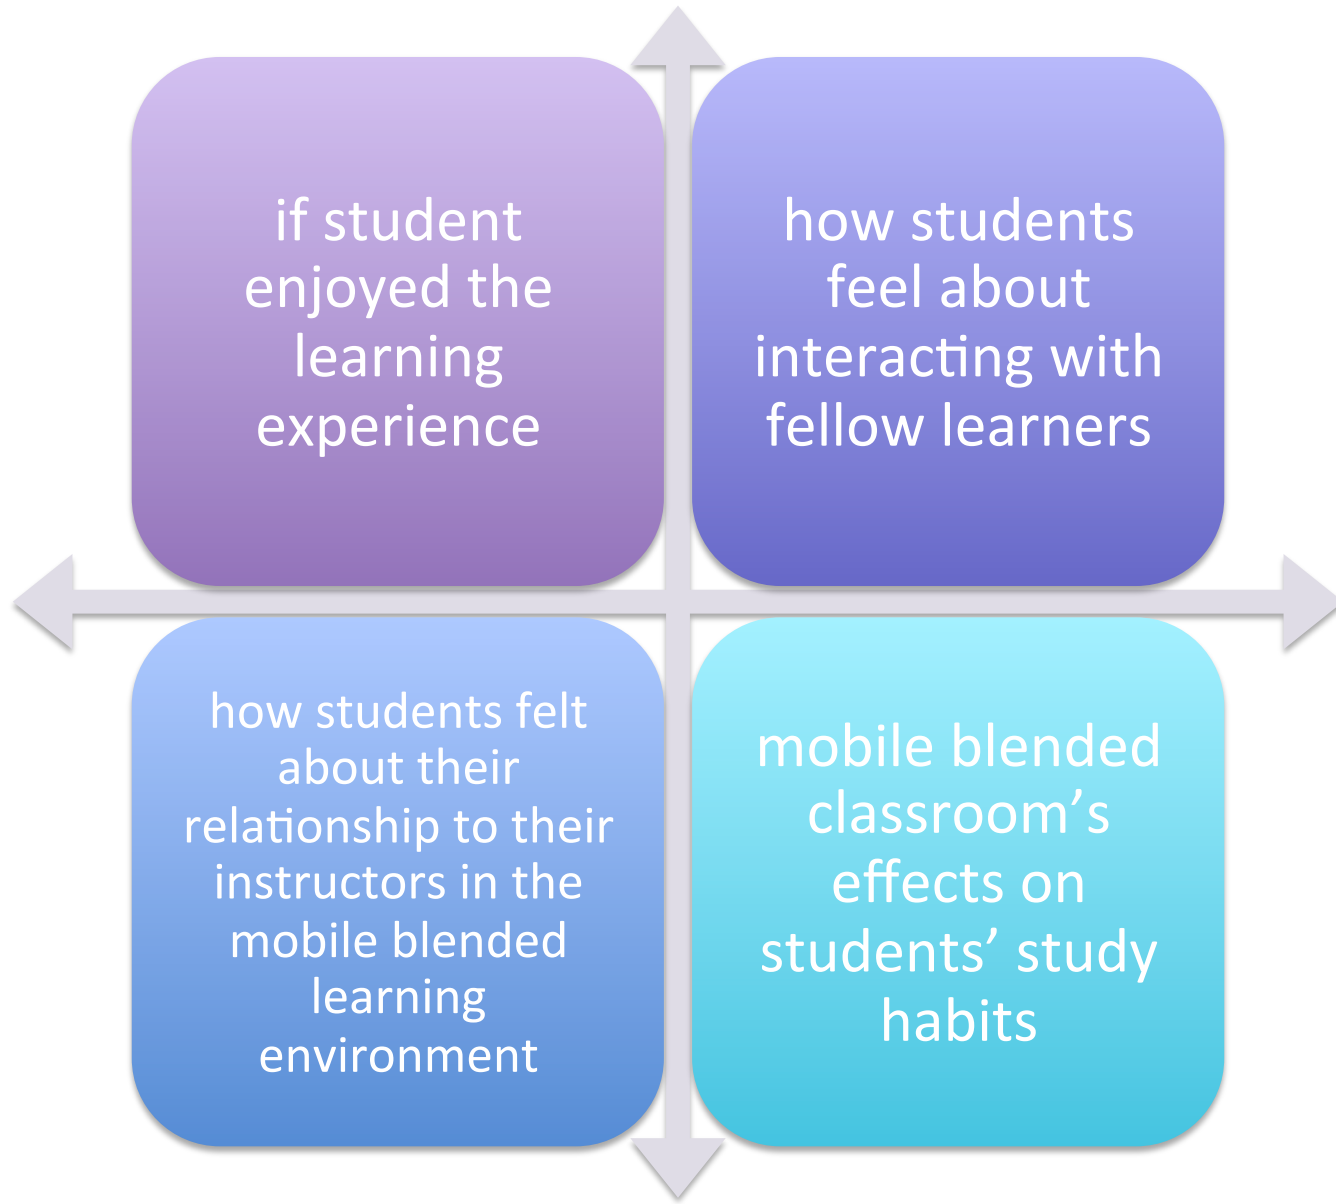 if student
enjoyed the
learning
experience
how students
feel about
interacting with
fellow learners
how students felt
about their
relationship to their
instructors in the
mobile blended
learning
environment
mobile blended
classroom’s
effects on
students’ study
habits